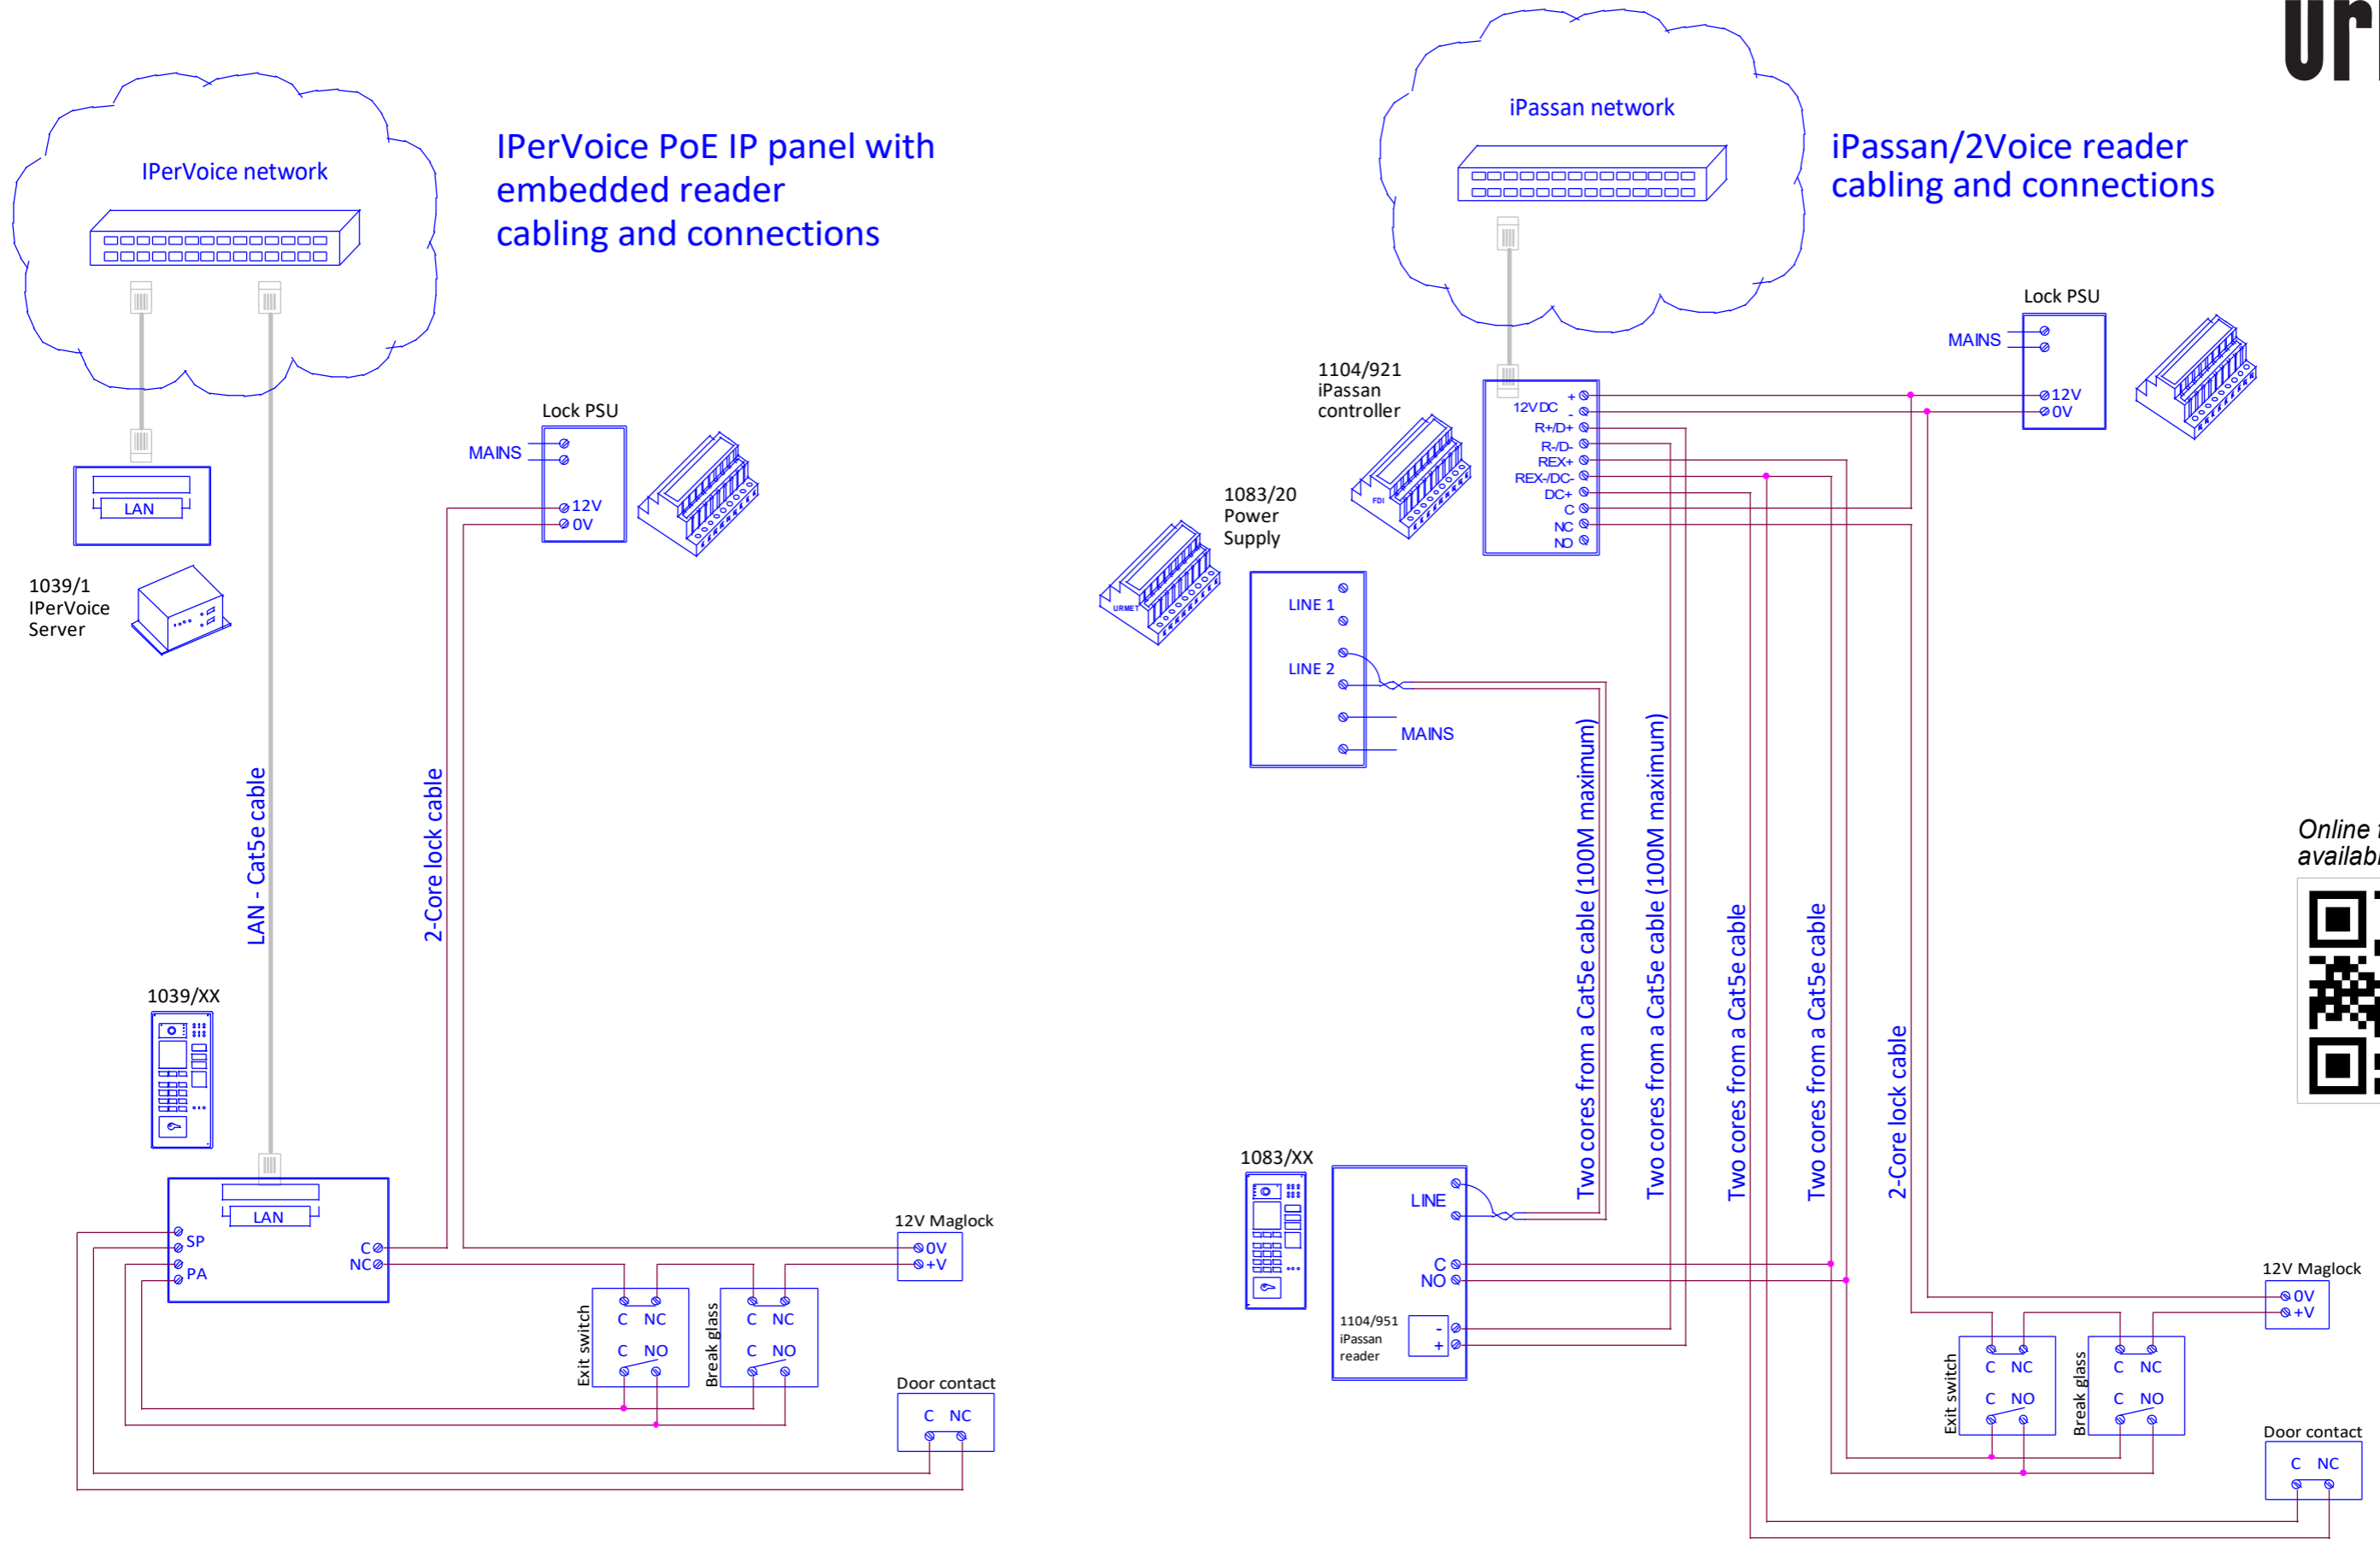 IPerVoice network
IPerVoice PoE IP panel with
embedded reader
cabling and connections
LAN
1039/1
IPerVoice
Server
Lock PSU
MAINS
12V
0V
LAN - Cat5e cable
2-Core lock cable
1039/XX
LAN
SP
PA
C
NC
12V Maglock
0V
+V
Exit switch
C NC
C NO
Break glass
C NC
C NO
Door contact
C NC
iPassan network
iPassan/2Voice reader
cabling and connections
Lock PSU
MAINS
12V
0V
1104/921
iPassan
controller
FDI
12VDC
+
-
R+/D+
R-/D-
REX+
REX-/DC-
DC+
C
NC
NO
1083/20
Power
Supply
URMET
LINE 1
LINE 2
MAINS
Two cores from a Cat5e cable (100M maximum)
Two cores from a Cat5e cable (100M maximum)
Two cores from a Cat5e cable
Two cores from a Cat5e cable
2-Core lock cable
1083/XX
LINE
C
NO
1104/951
iPassan
reader
-
+
12V Maglock
0V
+V
Exit switch
C NC
C NO
Break glass
C NC
C NO
Door contact
C NC
Online